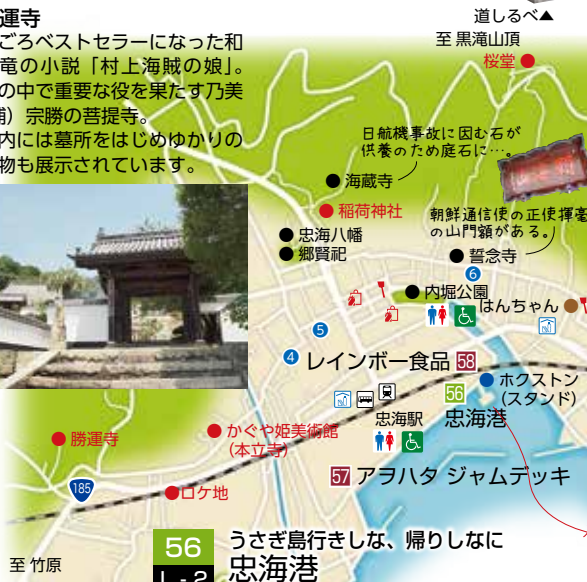 運寺
ごろベストセラーになった和
竜の小説「村上海賊の娘」。
の中で重要な役を果たす乃美
宗勝の菩提寺。
内には墓所をはじめゆかりの
物も展示されています。
道しるべ▲
至 黒滝山頂
桜堂
日航機事故に因む石が
供養のため庭石に…。
海蔵寺
稲荷神社
朝鮮通信使の正使揮毫
の山門額がある。
忠海八幡
郷賢祀
誓念寺
6
内堀公園
はんちゃん
5
4
レインボー食品 58
ホクストン
(スタンド)
56
忠海港
忠海駅
かぐや姫美術館
(本立寺)
勝運寺
57 アヲハタ ジャムデッキ
185
ロケ地
至 竹原
56
L-2
うさぎ島行きしな、帰りしなに
忠海港